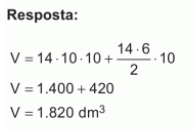 Resposta:
V = 14 · 10 · 10 + 14 · 6 / 2 · 10
V = 1.400 + 420
V = 1.820 dm³